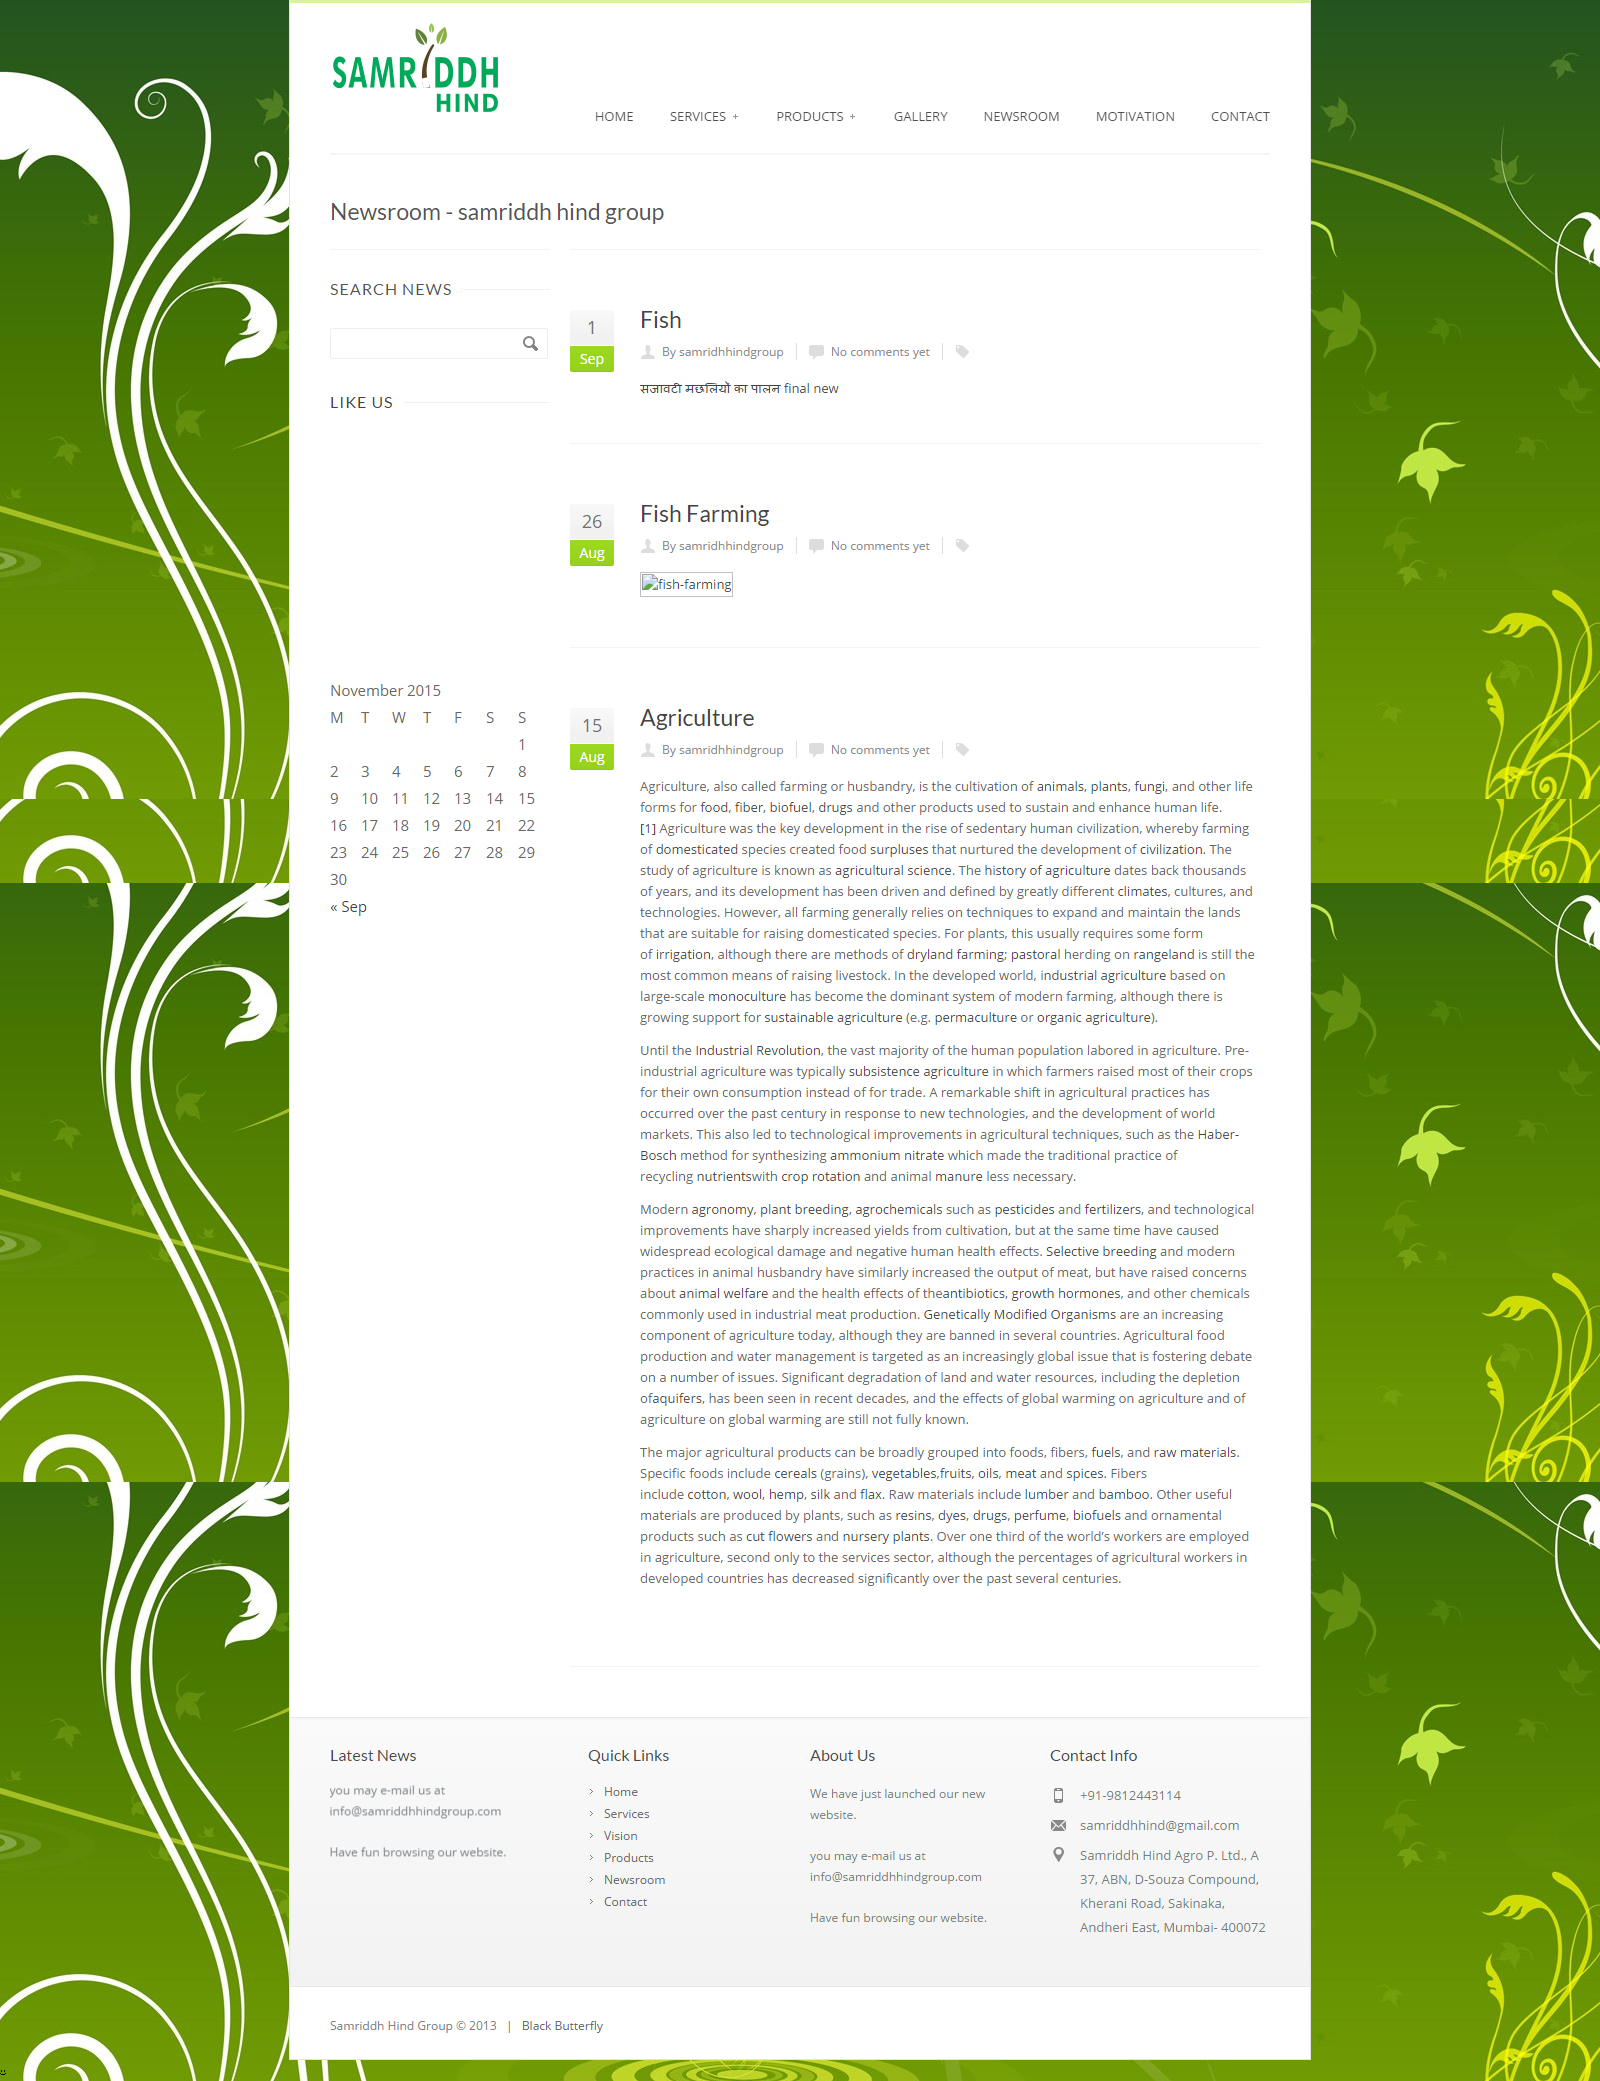 SAMRIDDH
HIND
HOME SERVICES + PRODUCTS + GALLERY NEWSROOM MOTIVATION CONTACT
Newsroom - samriddh hind group
SEARCH NEWS
LIKE US
November 2015
M T W T F S S
1
2 3 4 5 6 7 8
9 10 11 12 13 14 15
16 17 18 19 20 21 22
23 24 25 26 27 28 29
30
« Sep
1
Sep
Fish
By samridhhindgroup No comments yet
सजावटी मछलियों का पालन final new
26
Aug
Fish Farming
By samridhhindgroup No comments yet
fish-farming
15
Aug
Agriculture
By samridhhindgroup No comments yet
Agriculture, also called farming or husbandry, is the cultivation of animals, plants, fungi, and other life
forms for food, fiber, biofuel, drugs and other products used to sustain and enhance human life.
[1] Agriculture was the key development in the rise of sedentary human civilization, whereby farming
of domesticated species created food surpluses that nurtured the development of civilization. The
study of agriculture is known as agricultural science. The history of agriculture dates back thousands
of years, and its development has been driven and defined by greatly different climates, cultures, and
technologies. However, all farming generally relies on techniques to expand and maintain the lands
that are suitable for raising domesticated species. For plants, this usually requires some form
of irrigation, although there are methods of dryland farming; pastoral herding on rangeland is still the
most common means of raising livestock. In the developed world, industrial agriculture based on
large-scale monoculture has become the dominant system of modern farming, although there is
growing support for sustainable agriculture (e.g. permaculture or organic agriculture).
Until the Industrial Revolution, the vast majority of the human population labored in agriculture. Pre-
industrial agriculture was typically subsistence agriculture in which farmers raised most of their crops
for their own consumption instead of for trade. A remarkable shift in agricultural practices has
occurred over the past century in response to new technologies, and the development of world
markets. This also led to technological improvements in agricultural techniques, such as the Haber-
Bosch method for synthesizing ammonium nitrate which made the traditional practice of
recycling nutrientswith crop rotation and animal manure less necessary.
Modern agronomy, plant breeding, agrochemicals such as pesticides and fertilizers, and technological
improvements have sharply increased yields from cultivation, but at the same time have caused
widespread ecological damage and negative human health effects. Selective breeding and modern
practices in animal husbandry have similarly increased the output of meat, but have raised concerns
about animal welfare and the health effects of theantibiotics, growth hormones, and other chemicals
commonly used in industrial meat production. Genetically Modified Organisms are an increasing
component of agriculture today, although they are banned in several countries. Agricultural food
production and water management is targeted as an increasingly global issue that is fostering debate
on a number of issues. Significant degradation of land and water resources, including the depletion
ofaquifers, has been seen in recent decades, and the effects of global warming on agriculture and of
agriculture on global warming are still not fully known.
The major agricultural products can be broadly grouped into foods, fibers, fuels, and raw materials.
Specific foods include cereals (grains), vegetables,fruits, oils, meat and spices. Fibers
include cotton, wool, hemp, silk and flax. Raw materials include lumber and bamboo. Other useful
materials are produced by plants, such as resins, dyes, drugs, perfume, biofuels and ornamental
products such as cut flowers and nursery plants. Over one third of the world's workers are employed
in agriculture, second only to the services sector, although the percentages of agricultural workers in
developed countries has decreased significantly over the past several centuries.
Latest News
you may e-mail us at
info@samriddhhindgroup.com
Have fun browsing our website.
Quick Links
Home
Services
Vision
Products
Newsroom
Contact
About Us
We have just launched our new
website.
you may e-mail us at
info@samriddhhindgroup.com
Have fun browsing our website.
Contact Info
+91-9812443114
samriddhhind@gmail.com
Samriddh Hind Agro P. Ltd., A
37, ABN, D-Souza Compound,
Kherani Road, Sakinaka,
Andheri East, Mumbai- 400072
Samriddh Hind Group © 2013 | Black Butterfly